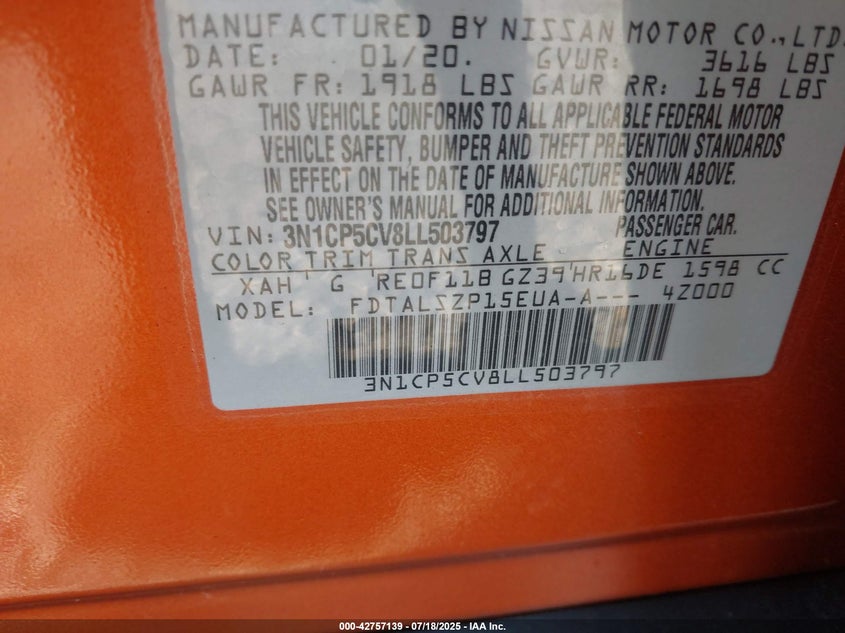 MANUFACTURED BY NISSAN MOTOR CO.,LTD.
DATE: 01/20. GVWR: 3616 LBS
GAWR FR: 1918 LBS GAWR RR: 1698 LBS
THIS VEHICLE CONFORMS TO ALL APPLICABLE FEDERAL MOTOR
VEHICLE SAFETY, BUMPER AND THEFT PREVENTION STANDARDS
IN EFFECT ON THE DATE OF MANUFACTURE SHOWN ABOVE.
SEE OWNER'S MANUAL FOR ADDITIONAL INFORMATION.
VIN: 3N1CP5CV8LL503797 PASSENGER CAR.
COLOR TRIM TRANS AXLE ENGINE
XAH ' G 'RE0F11B GZ39'HR16DE 1598 CC
MODEL: FDTALSZP15EUA-A--- 4Z000
3N1CP5CV8LL503797
000-42757139 - 07/18/2025 - IAA Inc.